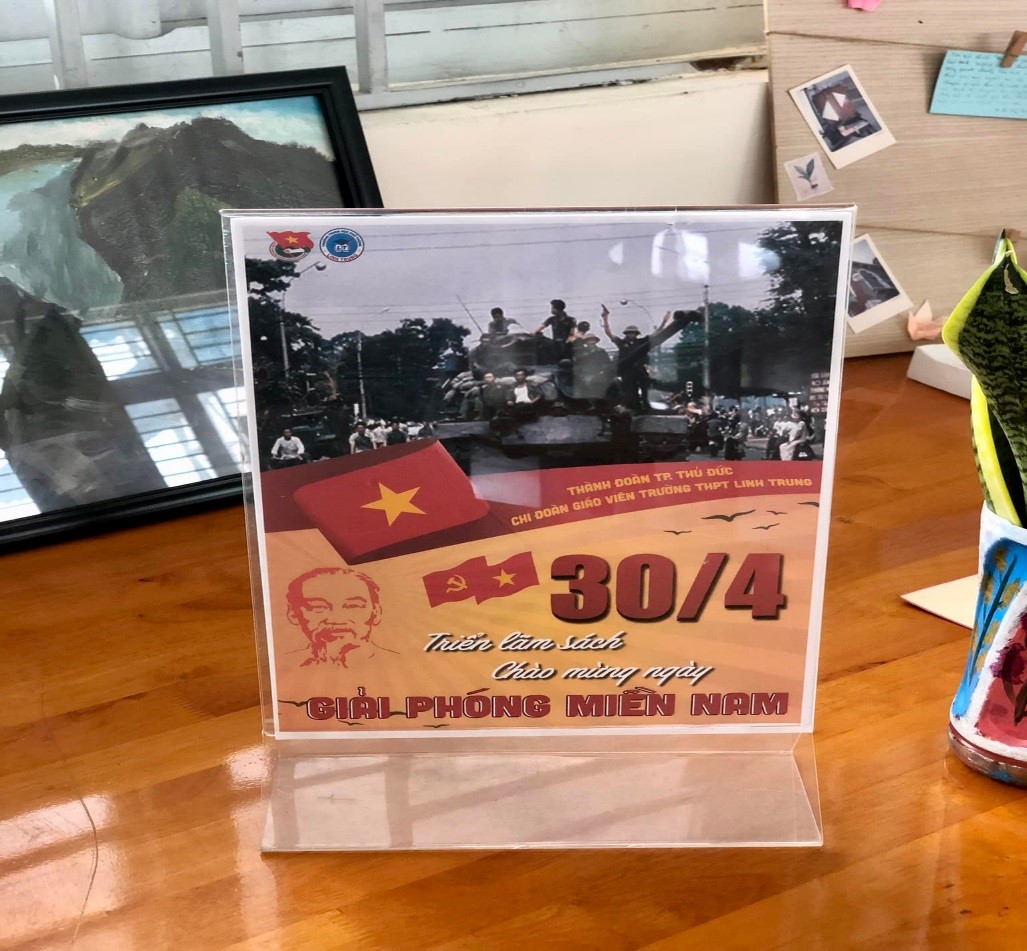 THÀNH ĐOÀN TP. THỦ ĐỨC
CHI ĐOÀN GIÁO VIÊN TRƯỜNG THPT LINH TRUNG
30/4
Triển lãm sách
Chào mừng ngày
GIẢI PHÓNG MIỀN NAM